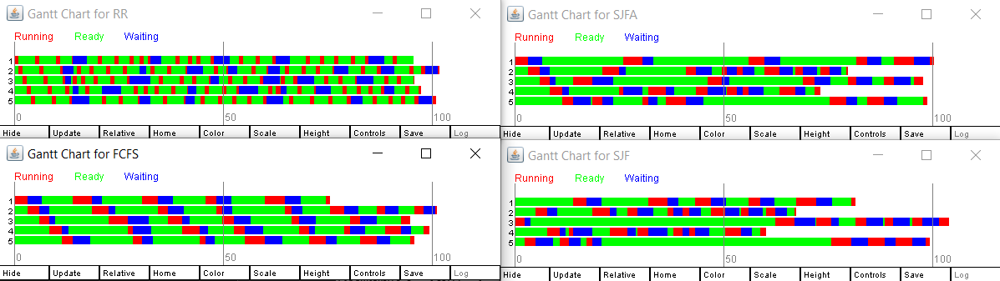 Gantt Chart for RR
Running Ready Waiting
1
2
3
4
5
0 50 100
Hide Update Relative Home Color Scale Height Controls Save Log
Gantt Chart for SJFA
Running Ready Waiting
1
2
3
4
5
0 50 100
Hide Update Relative Home Color Scale Height Controls Save Log
Gantt Chart for FCFS
Running Ready Waiting
1
2
3
4
5
0 50 100
Hide Update Relative Home Color Scale Height Controls Save Log
Gantt Chart for SJF
Running Ready Waiting
1
2
3
4
5
0 50 100
Hide Update Relative Home Color Scale Height Controls Save Log